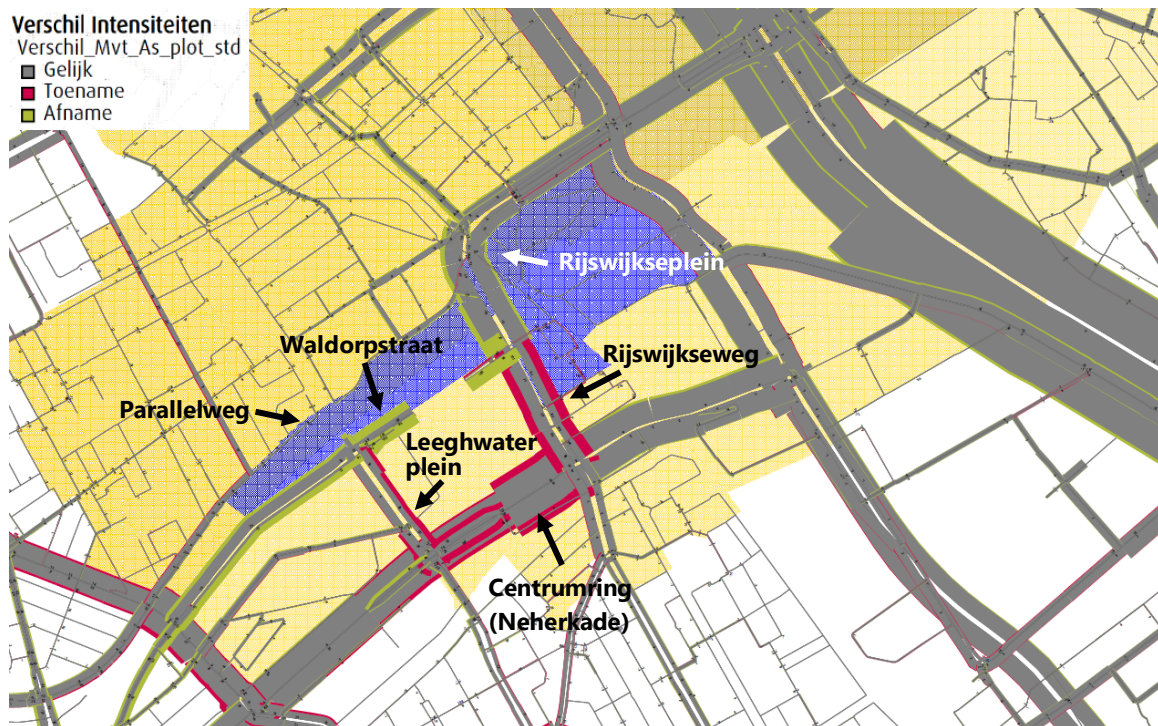 Verschil Intensiteiten
Verschil_Mvt_As_plot_std
Gelijk
Toename
Afname
Rijswijkseplein
Waldorpstraat
Rijswijkseweg
Parallelweg
Leeghwater
plein
Centrumring
(Neherkade)